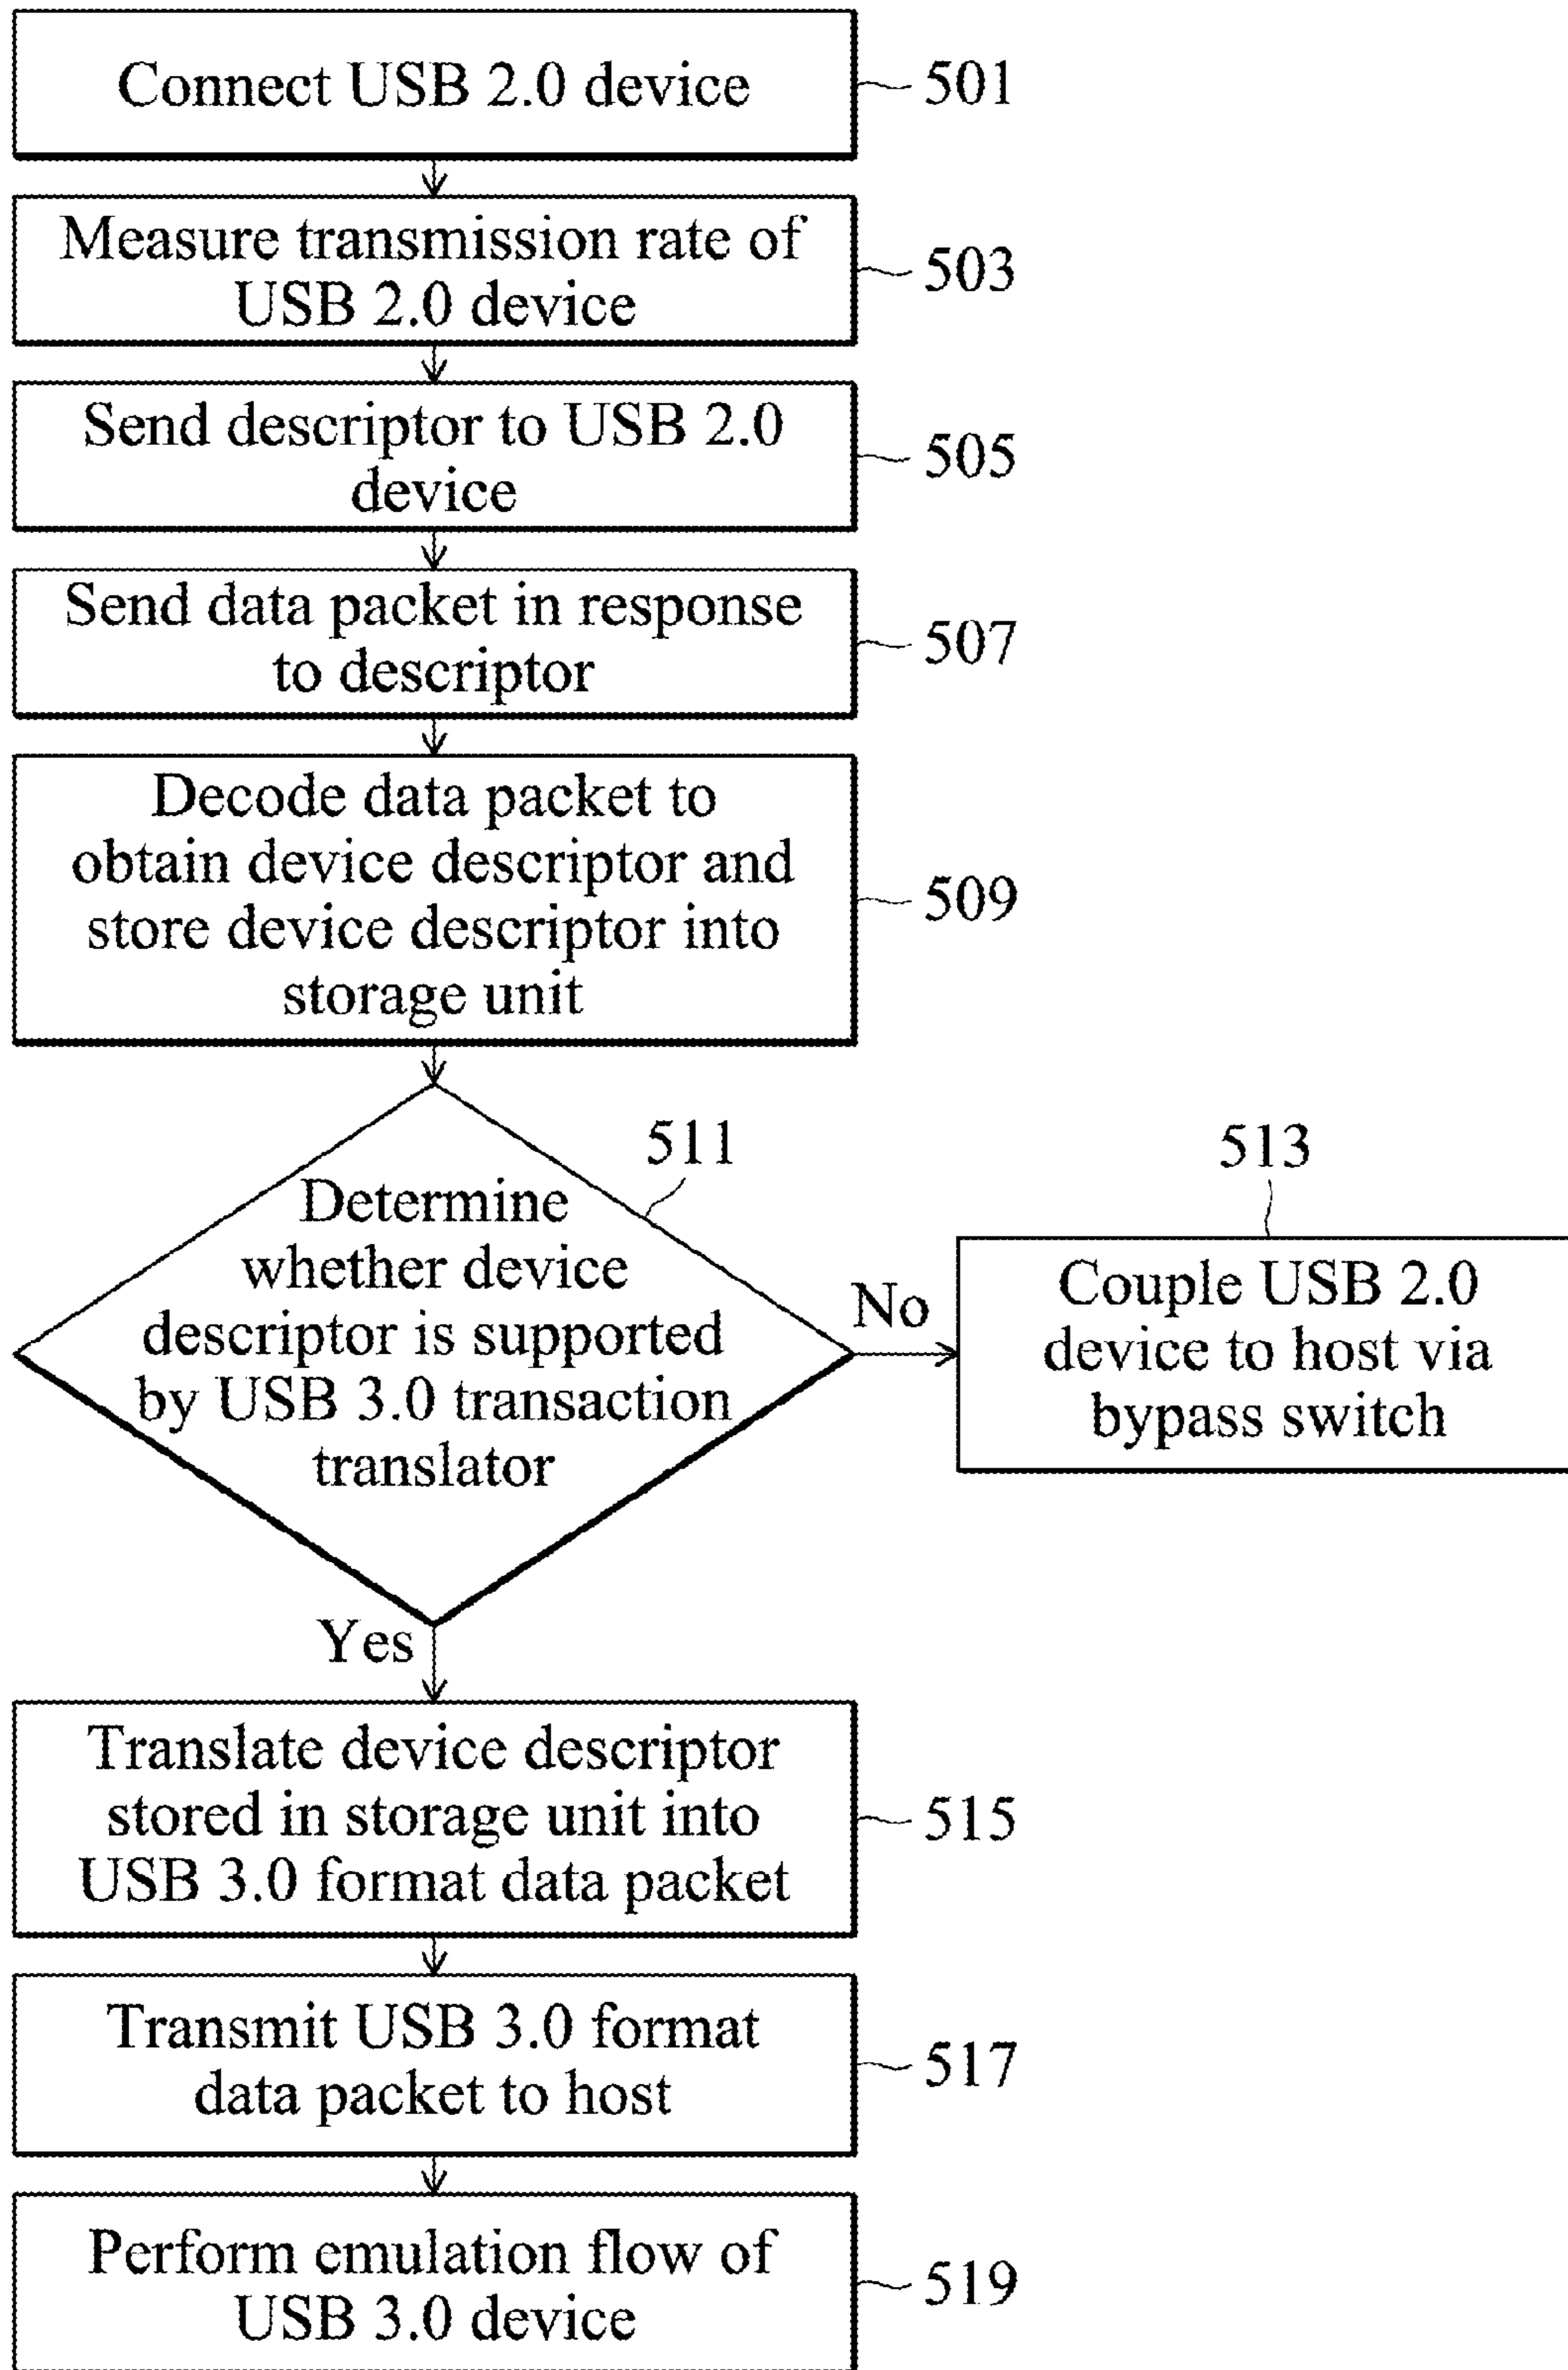 Connect USB 2.0 device
501
Measure transmission rate of
USB 2.0 device
503
Send descriptor to USB 2.0
device
505
Send data packet in response
to descriptor
507
Decode data packet to
obtain device descriptor and
store device descriptor into
storage unit
509
511
Determine
whether device
descriptor is supported
by USB 3.0 transaction
translator
No
513
Couple USB 2.0
device to host via
bypass switch
Yes
Translate device descriptor
stored in storage unit into
USB 3.0 format data packet
515
Transmit USB 3.0 format
data packet to host
517
Perform emulation flow of
USB 3.0 device
519